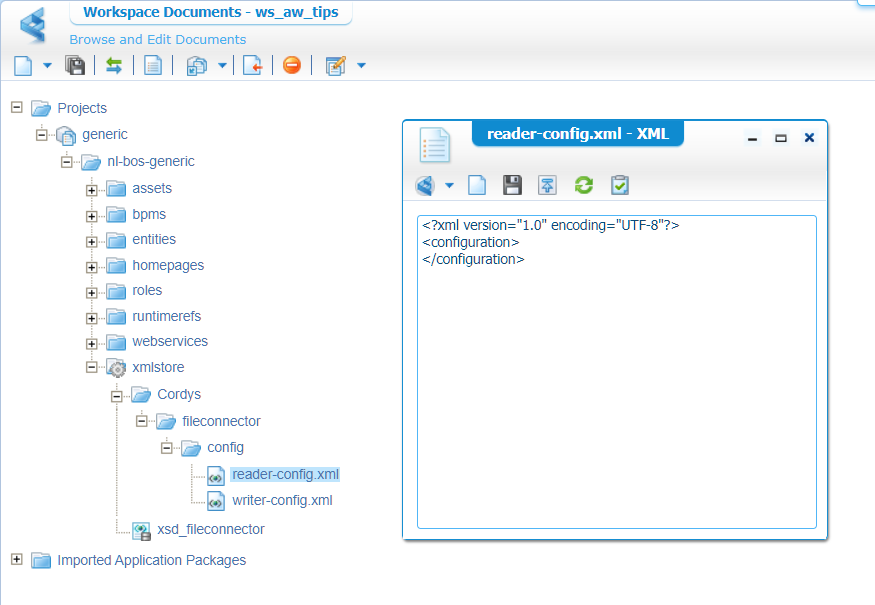 Workspace Documents - ws_aw_tips
Browse and Edit Documents
Projects
generic
nl-bos-generic
assets
bpms
entities
homepages
roles
runtimerefs
webservices
xmlstore
Cordys
fileconnector
config
reader-config.xml
writer-config.xml
xsd_fileconnector
Imported Application Packages
reader-config.xml - XML
<?xml version="1.0" encoding="UTF-8"?>
<configuration>
</configuration>